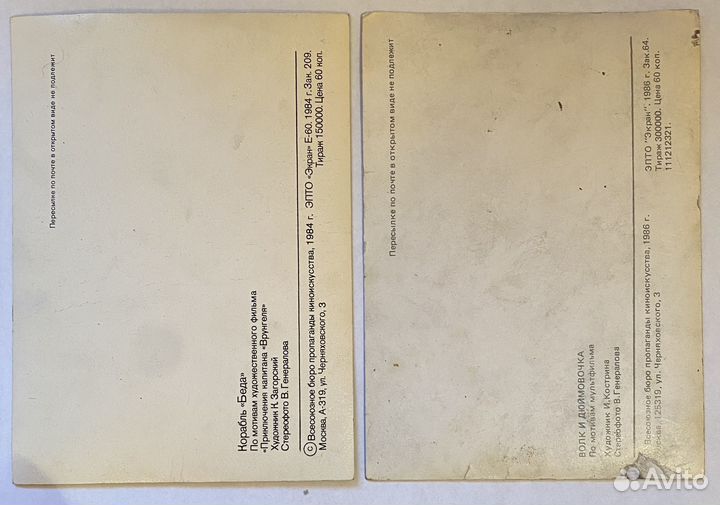 Пересылке по почте в открытом виде не подлежит
Корабль «Беда»
По мотивам художественного фильма
«Приключения капитана «Врунгеля»
Художник Н. Загорский
Стереофото В. Генералова
© Всесоюзное бюро пропаганды киноискусства, 1984 г. ЭПТО «Экран» Е-60. 1984 г. Зак. 209.
Москва, А-319, ул. Черняховского, 3 Тираж 150000. Цена 60 коп.
Пересылке по почте в открытом виде не подлежит
ВОЛК И ДЮЙМОВОЧКА
По мотивам мультфильма
Художник И. Кострина
Стереофото В. Генералова
Всесоюзное бюро пропаганды киноискусства, 1986 г. ЭПТО "Экран". 1986 г. Зак. 64.
125319, ул. Черняховского, 3 Тираж 300000. Цена 60 коп.
111212321.
Avito